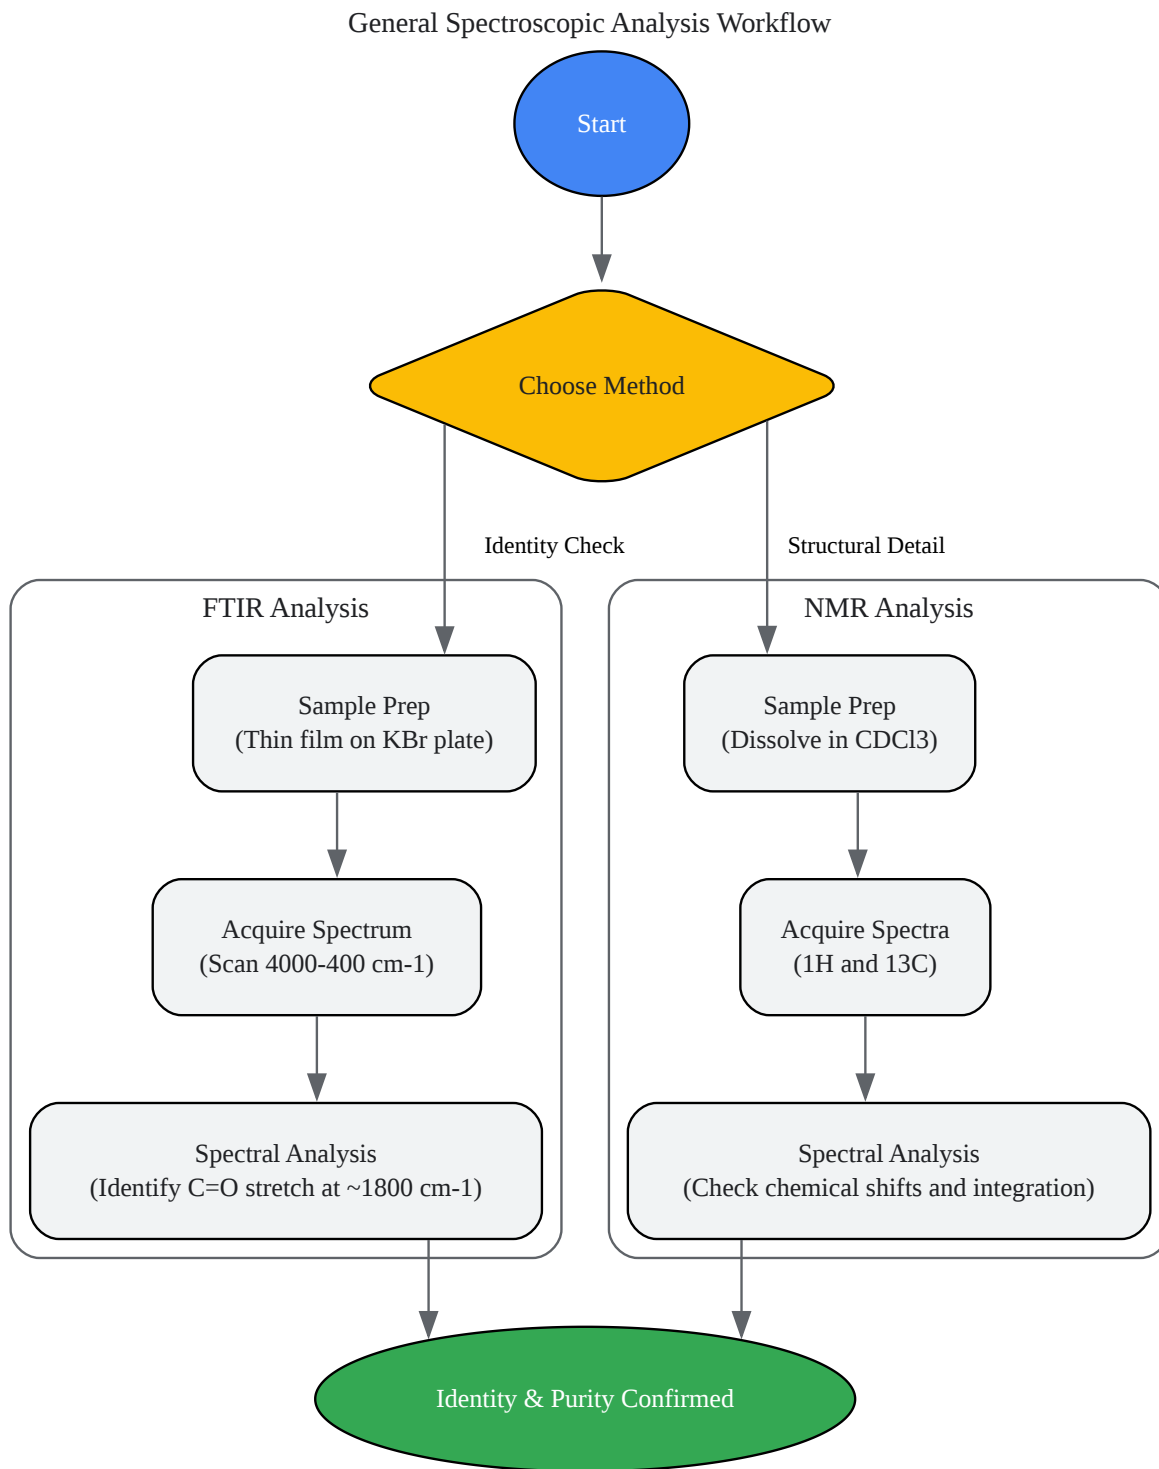 General Spectroscopic Analysis Workflow
Start
Choose Method
Identity Check
Structural Detail
FTIR Analysis
Sample Prep
(Thin film on KBr plate)
Acquire Spectrum
(Scan 4000-400 cm-1)
Spectral Analysis
(Identify C=O stretch at ~1800 cm-1)
NMR Analysis
Sample Prep
(Dissolve in CDCl3)
Acquire Spectra
(1H and 13C)
Spectral Analysis
(Check chemical shifts and integration)
Identity & Purity Confirmed